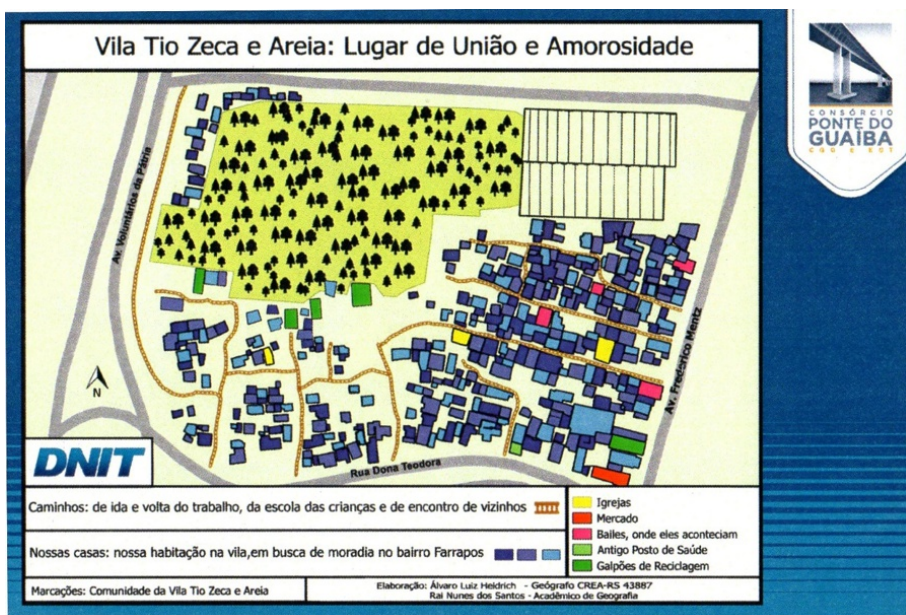 Vila Tio Zeca e Areia: Lugar de União e Amorosidade
CONSÓRCIO
PONTE DO
GUAÍBA
Av. Voluntários da Pátria
N
Av. Frederico Mentz
Rua Dona Teodora
DNIT
Caminhos: de ida e volta do trabalho, da escola das crianças e de encontro de vizinhos
Nossas casas: nossa habitação na vila,em busca de moradia no bairro Farrapos
Igrejas
Mercado
Bailes, onde eles aconteciam
Antigo Posto de Saúde
Galpões de Reciclagem
Marcações: Comunidade da Vila Tio Zeca e Areia
Elaboração: Álvaro Luiz Heidrich - Geógrafo CREA-RS 43887
Rai Nunes dos Santos - Acadêmico de Geografia